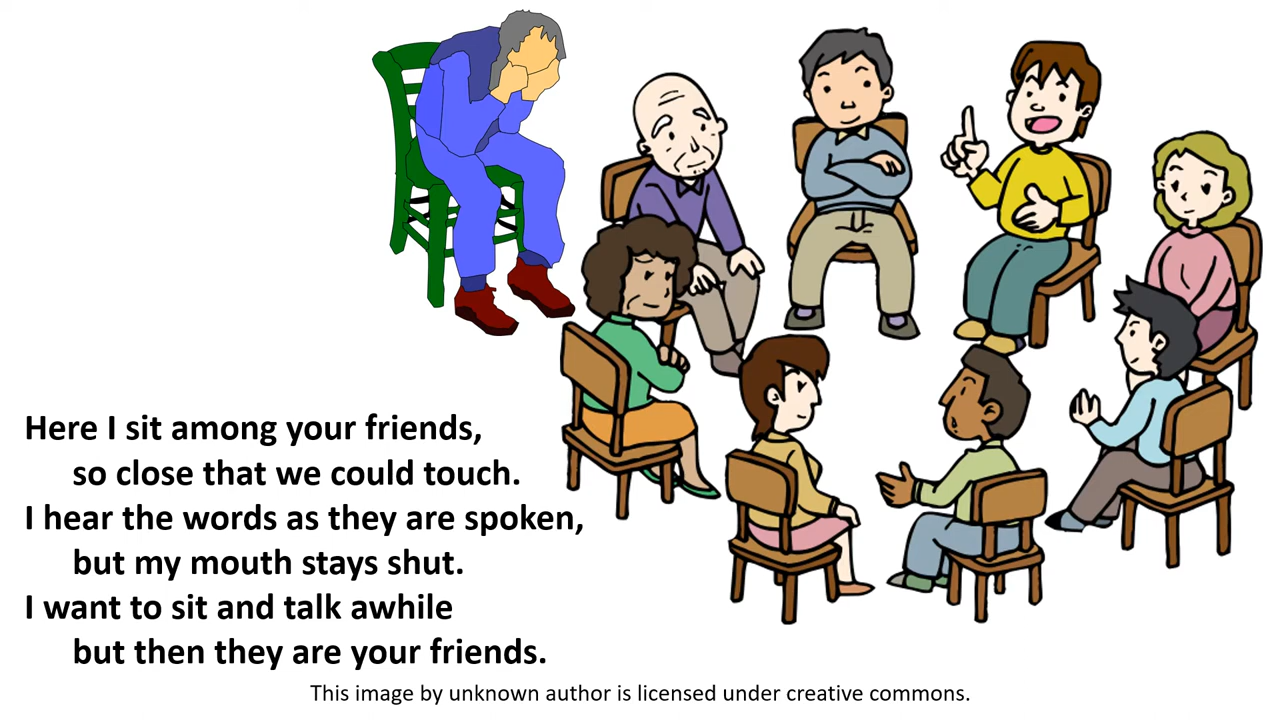 Here I sit among your friends,
so close that we could touch.
I hear the words as they are spoken,
but my mouth stays shut.
I want to sit and talk awhile
but then they are your friends.
This image by unknown author is licensed under creative commons.